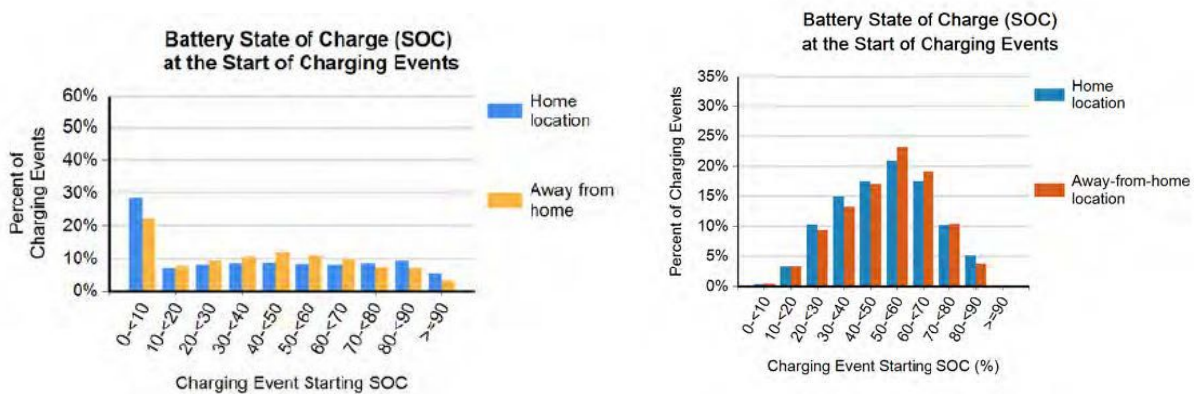 Battery State of Charge (SOC)
at the Start of Charging Events
Percent of
Charging Events
60%
50%
40%
30%
20%
10%
0%
0-<10
10-<20
20-<30
30-<40
40-<50
50-<60
60-<70
70-<80
80-<90
>=90
Charging Event Starting SOC
Home
location
Away from
home
Battery State of Charge (SOC)
at the Start of Charging Events
Percent of Charging Events
35%
30%
25%
20%
15%
10%
5%
0%
0-<10
10-<20
20-<30
30-<40
40-<50
50-<60
60-<70
70-<80
80-<90
>=90
Charging Event Starting SOC (%)
Home
location
Away-from-home
location